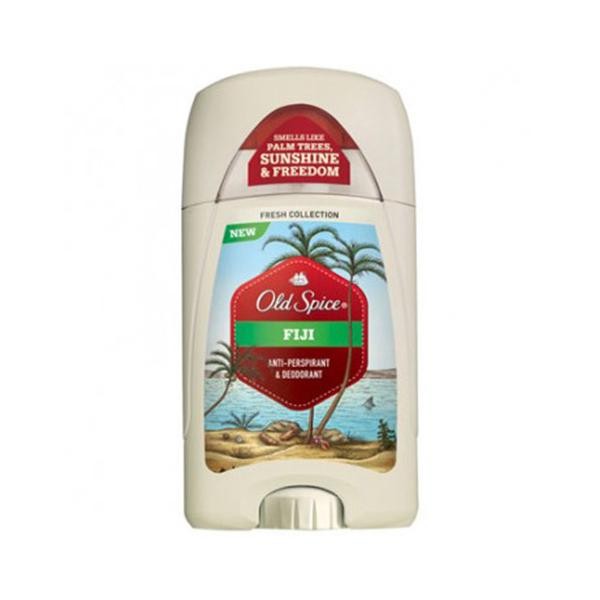 SMELLS LIKE
PALM TREES,
SUNSHINE
& FREEDOM
FRESH COLLECTION
NEW
Old Spice®
FIJI
ANTI-PERSPIRANT
& DEODORANT